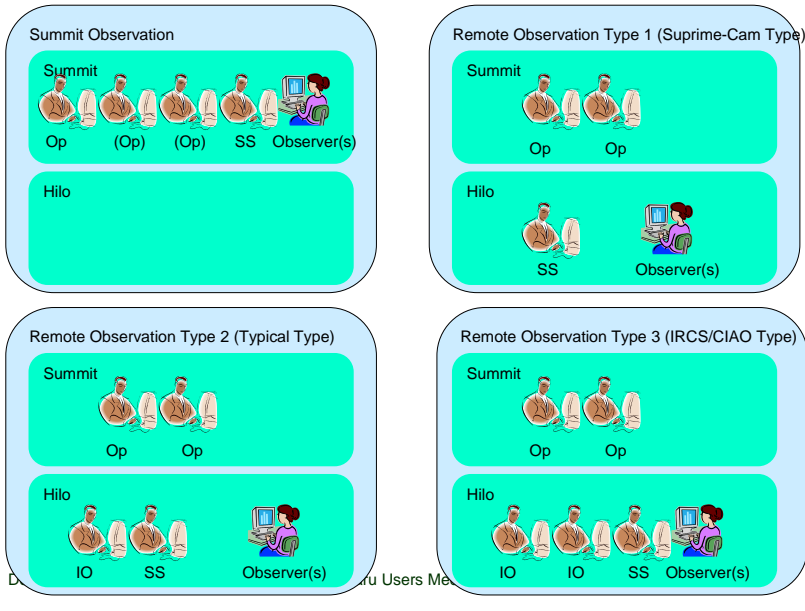 Summit Observation
Summit
Op (Op) (Op) SS Observer(s)
Hilo
Remote Observation Type 1 (Suprime-Cam Type)
Summit
Op Op
Hilo
SS Observer(s)
Remote Observation Type 2 (Typical Type)
Summit
Op Op
Hilo
IO SS Observer(s)
Remote Observation Type 3 (IRCS/CIAO Type)
Summit
Op Op
Hilo
IO IO SS Observer(s)
Users